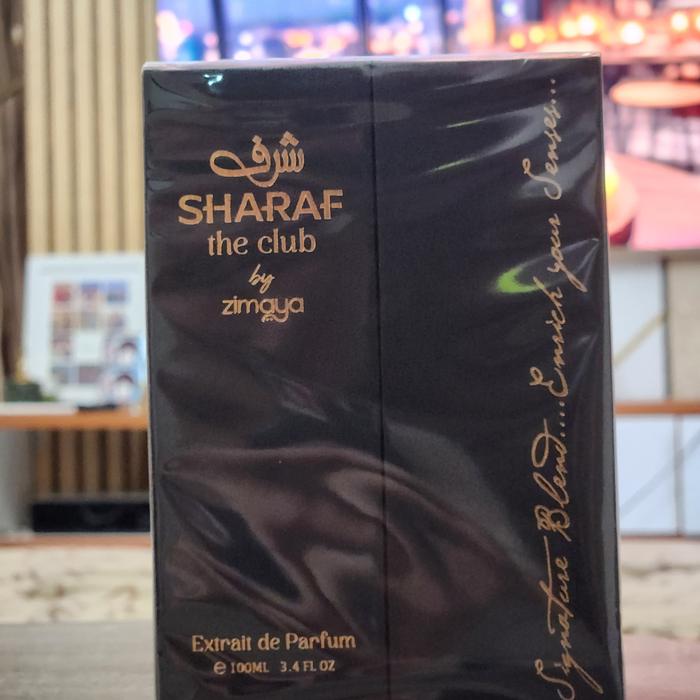 شرف
SHARAF
the club
by
zimaya
Extrait de Parfum
℮ 100ML 3.4 FL OZ
Signature Blend....Enrich your Senses...